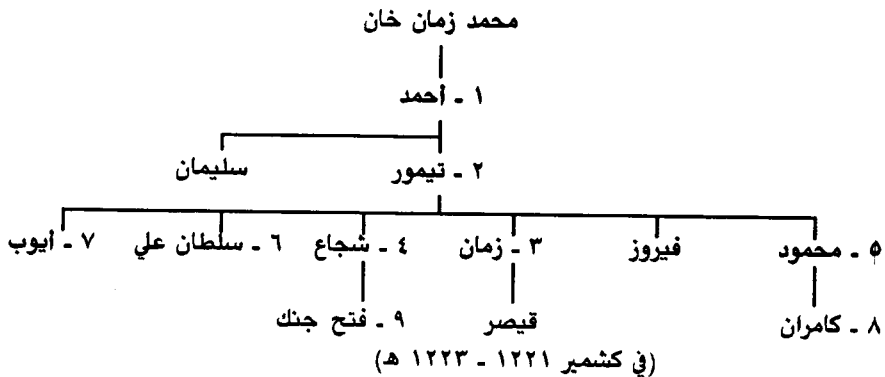 محمد زمان خان
١ - أحمد
٢ - تيمور سليمان
٥ - محمود فيروز ٣ - زمان ٤ - شجاع ٦ - سلطان علي ٧ - أيوب
٨ - كامران قيصر ٩ - فتح جنك
(في كشمير ١٢٢١ - ١٢٢٣ هـ)